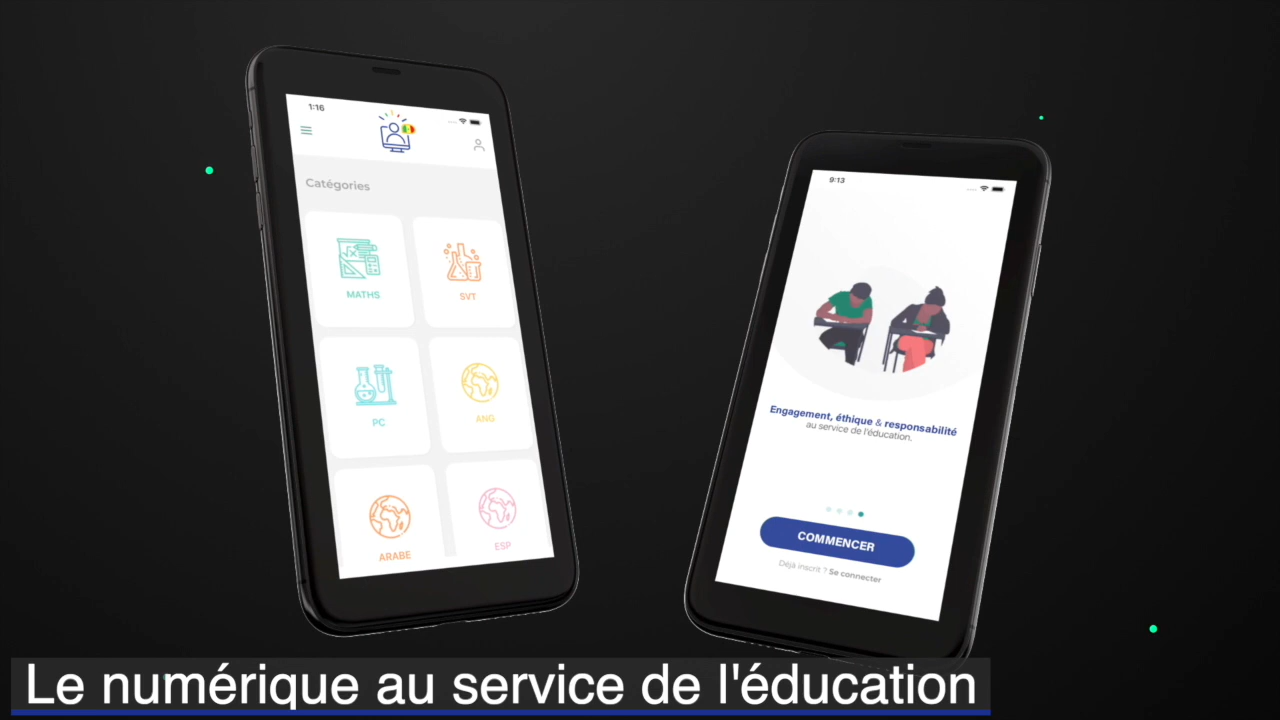 1:16
Catégories
MATHS
SVT
PC
ANG
ARABE
ESP
9:13
Engagement, éthique & responsabilité
au service de l'éducation.
COMMENCER
Déjà inscrit ? Se connecter
Le numérique au service de l'éducation